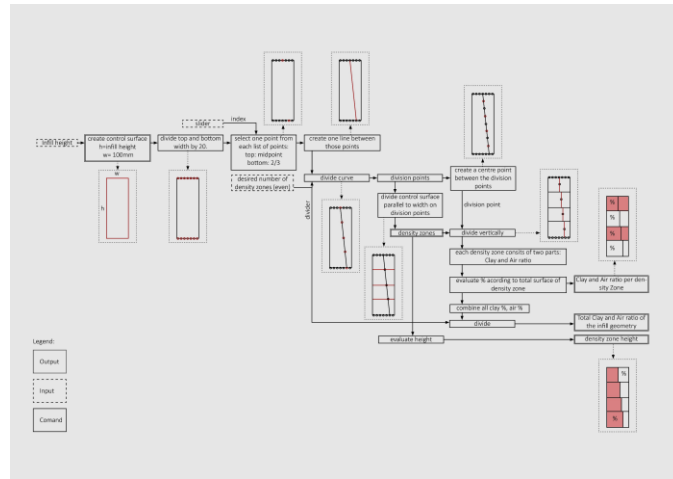 slider
index
infill height
create control surface
h=infill height
w= 100mm
divide top and bottom
width by 20.
select one point from
each list of points:
top: midpoint
bottom: 2/3
create one line between
those points
w
h
desired number of
density zones (even)
divider
divide curve
division points
create a centre point
between the division
points
divide control surface
parallel to width on
division points
division point
density zones
divide vertically
each density zone consits of two parts:
Clay and Air ratio
evaluate % acording to total surface of
density zone
Clay and Air ratio per den-
sity Zone
combine all clay %, air %
divide
Total Clay and Air ratio of
the infill geometry
evaluate height
density zone height
%
%
%
%
%
%
Legend:
Output
Input
Comand